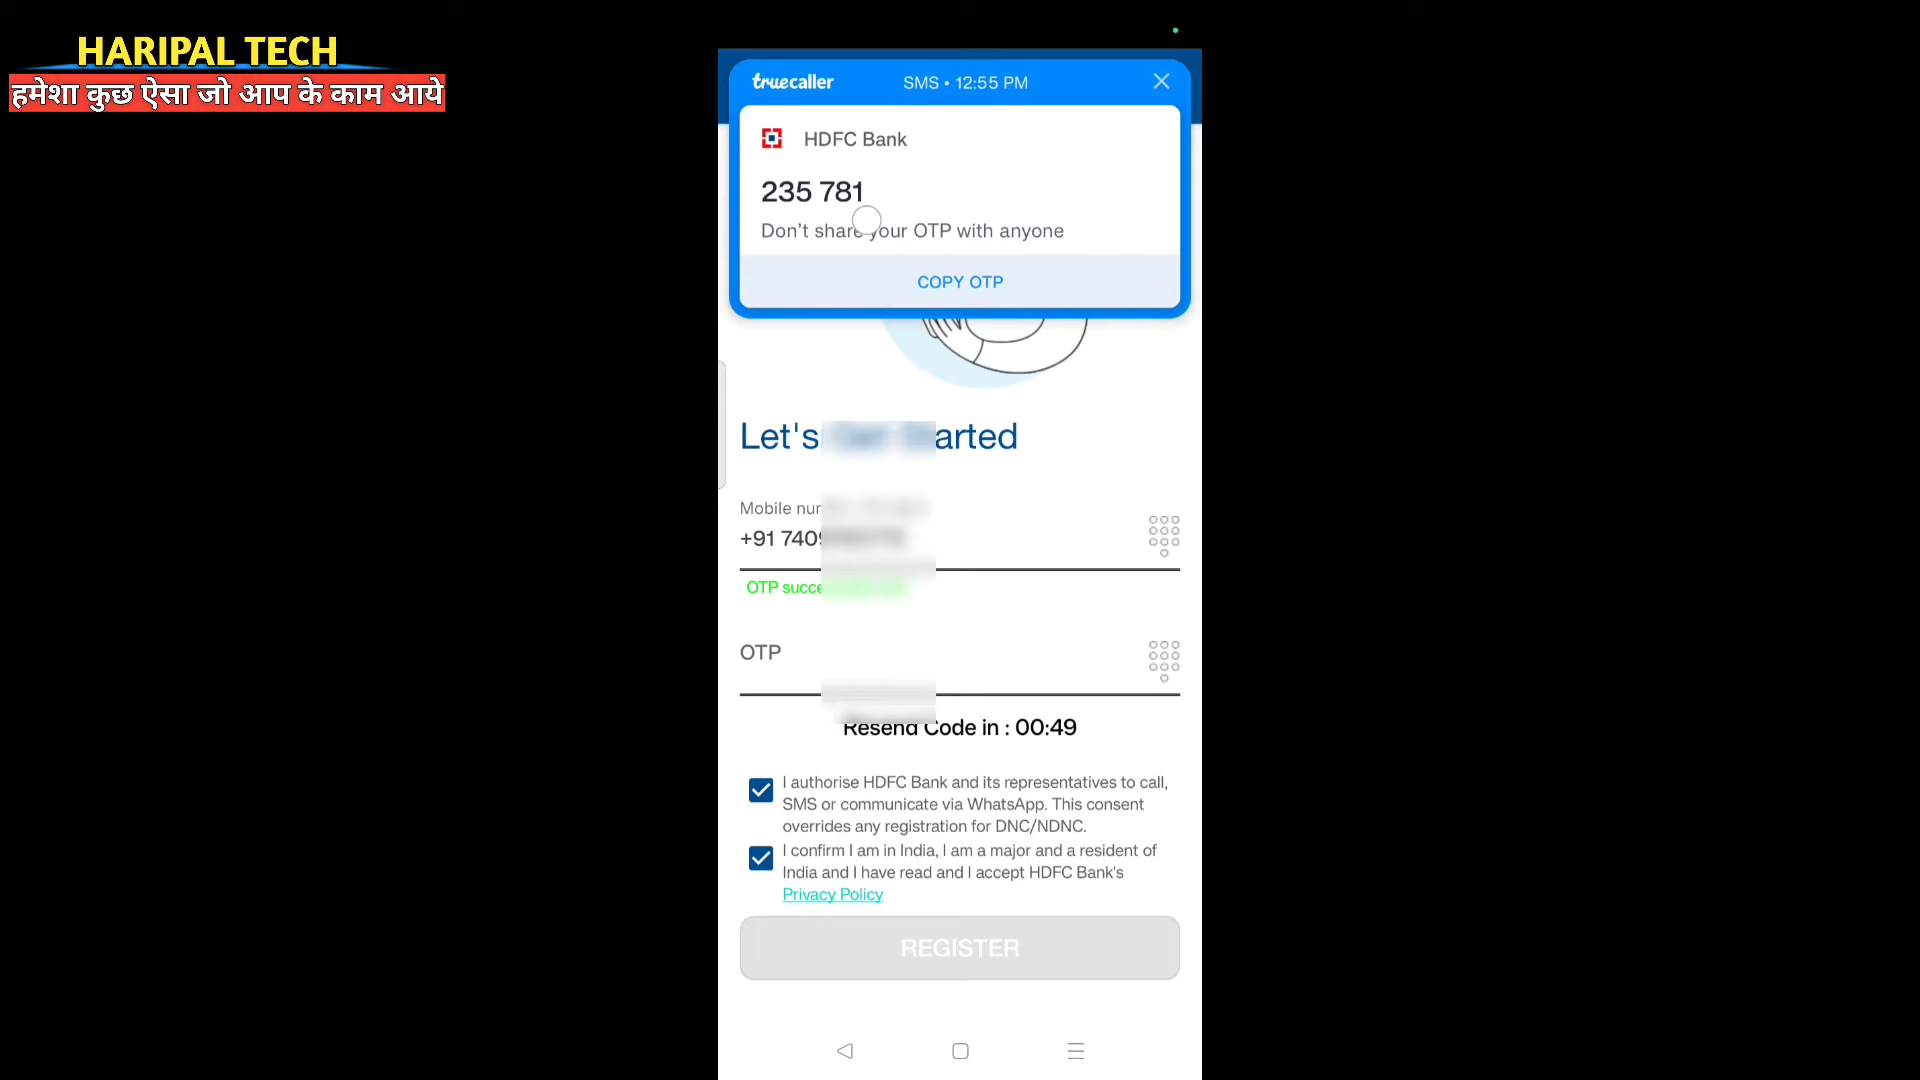 HARIPAL TECH
हमेशा कुछ ऐसा जो आप के काम आये
truecaller SMS • 12:55 PM
HDFC Bank
235 781
Don't share your OTP with anyone
COPY OTP
Let's arted
Mobile
+91 740
OTP
OTP
Resend Code in : 00:49
I authorise HDFC Bank and its representatives to call,
SMS or communicate via WhatsApp. This consent
overrides any registration for DNC/NDNC.
I confirm I am in India, I am a major and a resident of
India and I have read and I accept HDFC Bank's
Privacy Policy
REGISTER